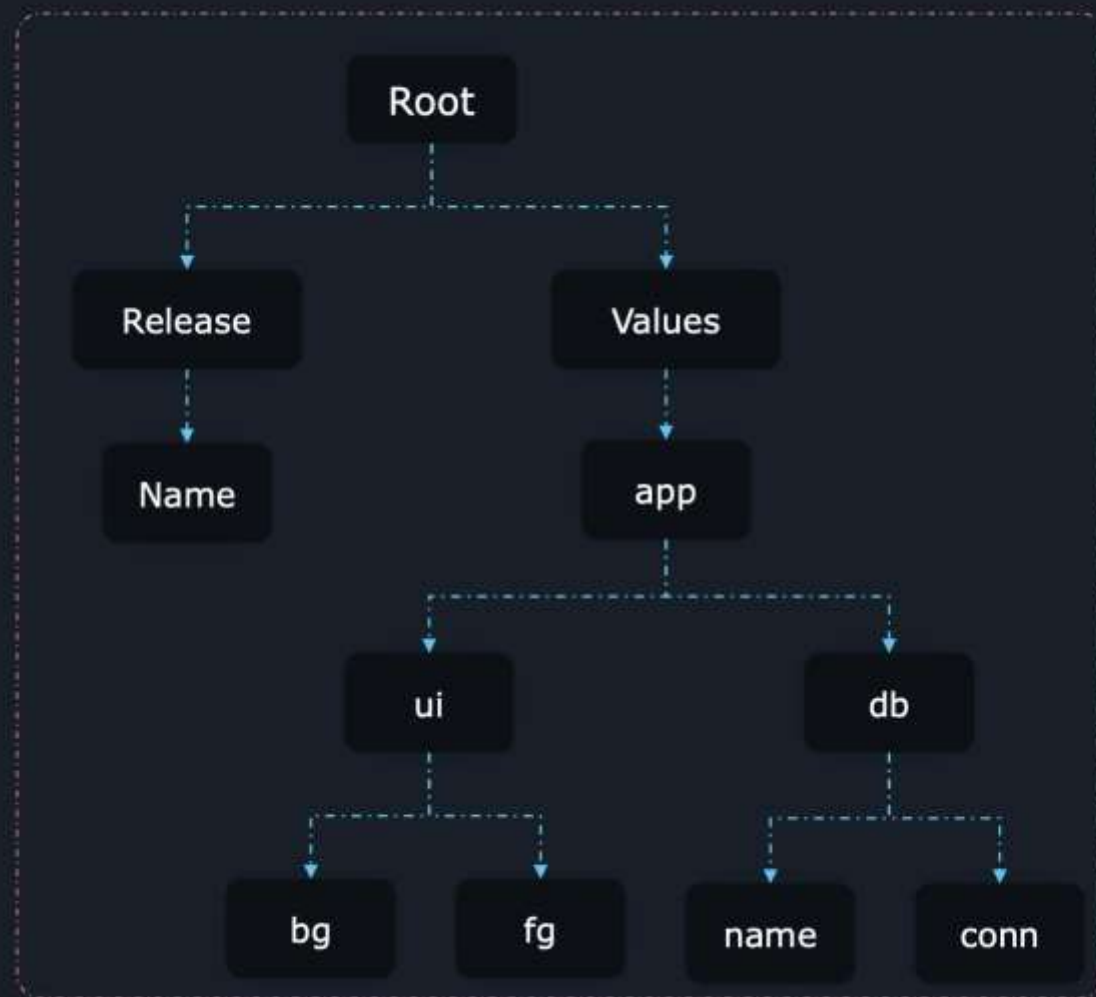 Root
Release
Values
Name
app
ui
db
bg
fg
name
conn